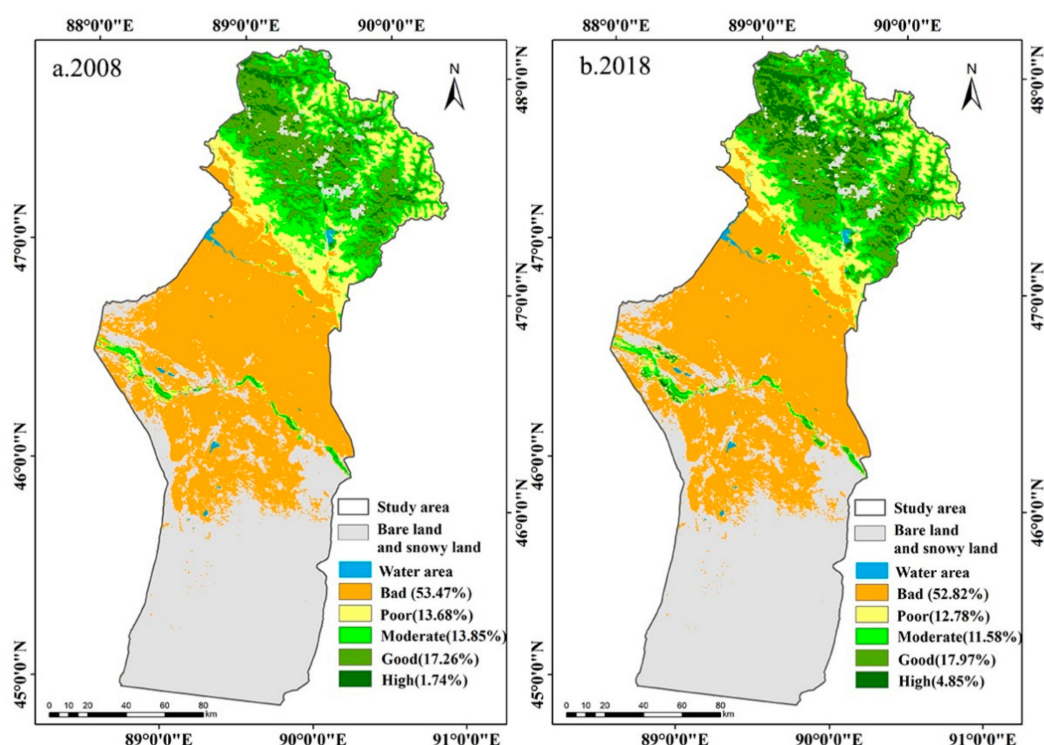 88°0'0"E 89°0'0"E 90°0'0"E
88°0'0"E 89°0'0"E 90°0'0"E
a.2008
N
48°0'0"N
47°0'0"N
46°0'0"N
47°0'0"N
46°0'0"N
45°0'0"N
Study area
Bare land
and snowy land
Water area
Bad (53.47%)
Poor(13.68%)
Moderate(13.85%)
Good(17.26%)
High(1.74%)
0 10 20 40 60 80
km
b.2018
N
48°0'0"N
47°0'0"N
46°0'0"N
45°0'0"N
Study area
Bare land
and snowy land
Water area
Bad (52.82%)
Poor(12.78%)
Moderate(11.58%)
Good(17.97%)
High(4.85%)
0 10 20 40 60 80
km
89°0'0"E 90°0'0"E 91°0'0"E
89°0'0"E 90°0'0"E 91°0'0"E